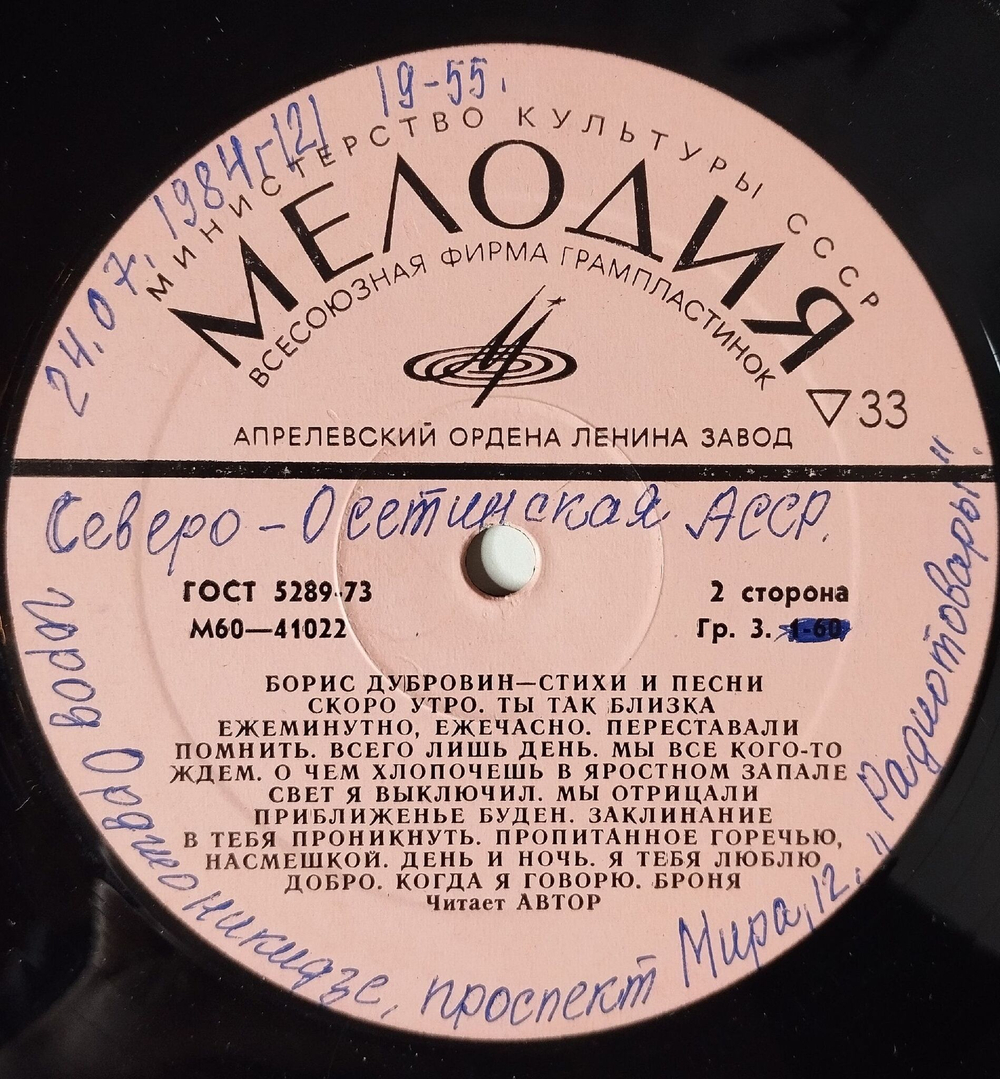 24.07.1984г(2) 19-55.
МИНИСТЕРСТВО КУЛЬТУРЫ СССР
МЕЛОДИЯ
ВСЕСОЮЗНАЯ ФИРМА ГРАМПЛАСТИНОК
33
АПРЕЛЕВСКИЙ ОРДЕНА ЛЕНИНА ЗАВОД
Северо - Осетинская АССР.
ГОСТ 5289-73
2 сторона
М60—41022
Гр. 3. 1-60
БОРИС ДУБРОВИН—СТИХИ И ПЕСНИ
СКОРО УТРО. ТЫ ТАК БЛИЗКА
ЕЖЕМИНУТНО, ЕЖЕЧАСНО. ПЕРЕСТАВАЛИ
ПОМНИТЬ. ВСЕГО ЛИШЬ ДЕНЬ. МЫ ВСЕ КОГО-ТО
ЖДЕМ. О ЧЕМ ХЛОПОЧЕШЬ В ЯРОСТНОМ ЗАПАЛЕ
СВЕТ Я ВЫКЛЮЧИЛ. МЫ ОТРИЦАЛИ
ПРИБЛИЖЕНЬЕ БУДЕН. ЗАКЛИНАНИЕ
В ТЕБЯ ПРОНИКНУТЬ. ПРОПИТАННОЕ ГОРЕЧЬЮ,
НАСМЕШКОЙ. ДЕНЬ И НОЧЬ. Я ТЕБЯ ЛЮБЛЮ
ДОБРО. КОГДА Я ГОВОРЮ. БРОНЯ
Читает АВТОР
город Орджоникидзе, проспект Мира, 12. "Радиотовары".